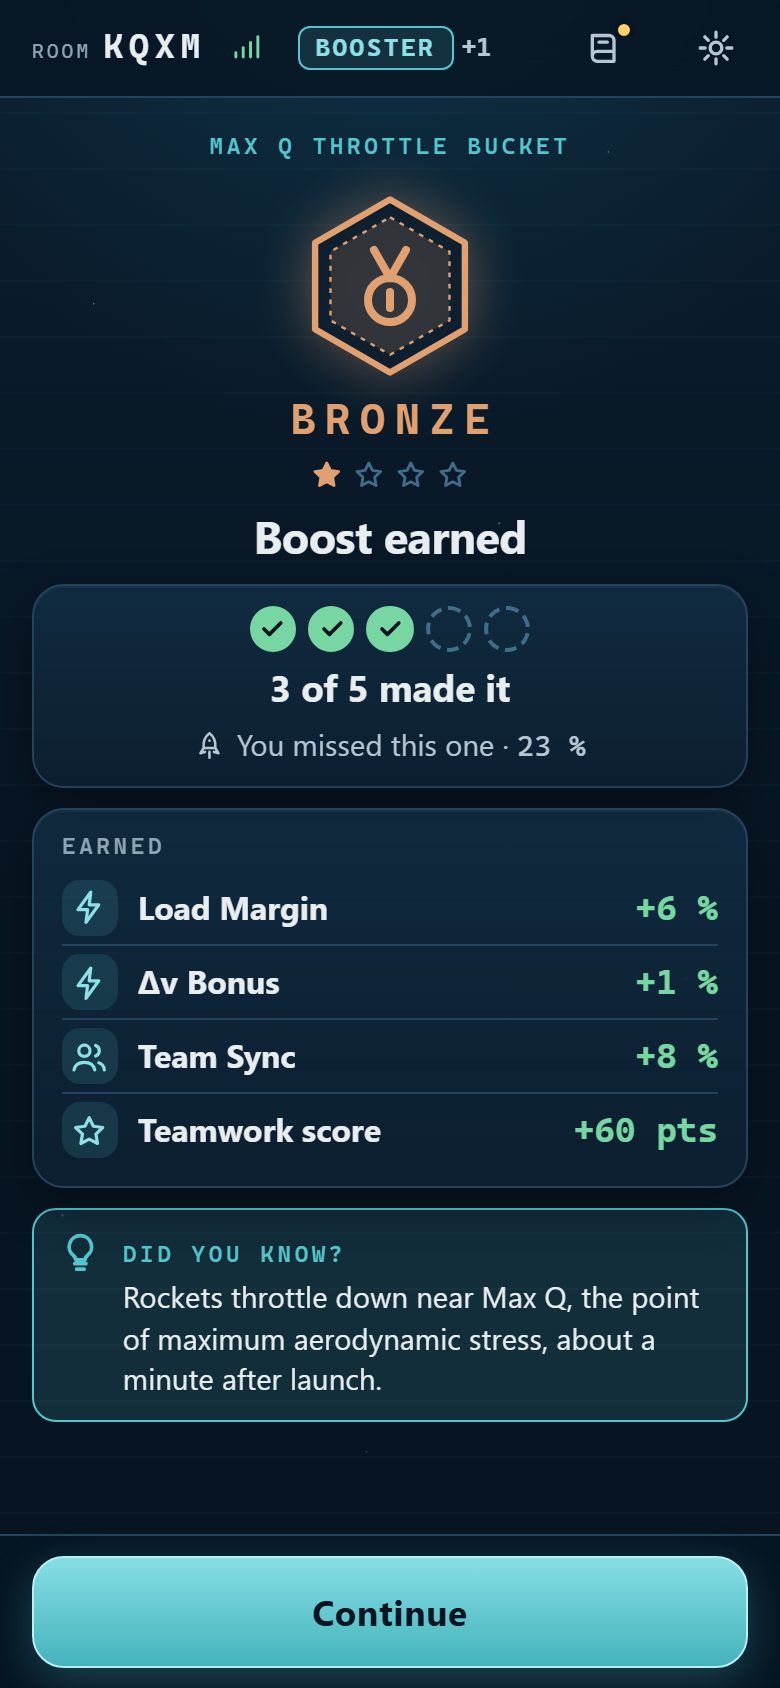 ROOM KQXM BOOSTER +1
MAX Q THROTTLE BUCKET
BRONZE
Boost earned
3 of 5 made it
You missed this one · 23 %
EARNED
Load Margin +6 %
Δv Bonus +1 %
Team Sync +8 %
Teamwork score +60 pts
DID YOU KNOW?
Rockets throttle down near Max Q, the point
of maximum aerodynamic stress, about a
minute after launch.
Continue